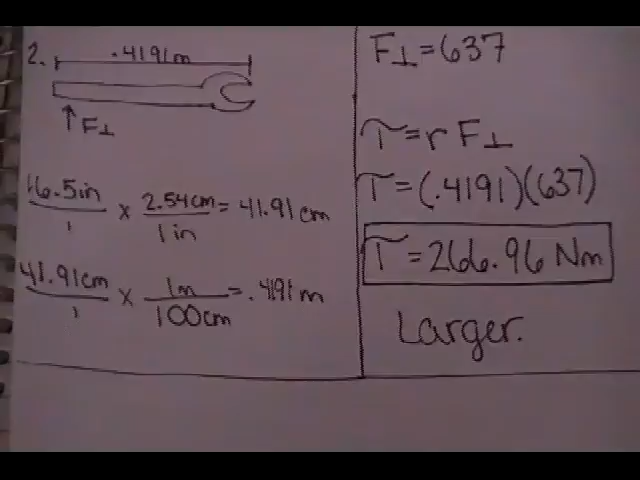 2.
.4191m
↑F⊥
16.5in/1 x 2.54cm/1in = 41.91cm
41.91cm/1 x 1m/100cm = .4191m
F⊥=637
τ=rF⊥
τ=(.4191)(637)
τ=266.96 Nm
Larger.